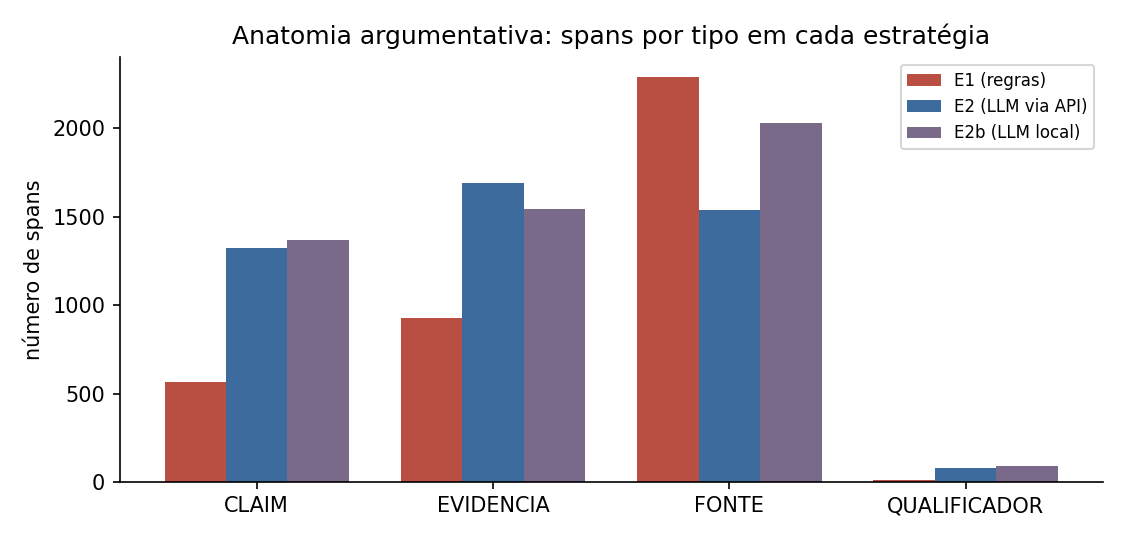 Anatomia argumentativa: spans por tipo em cada estratégia
E1 (regras)
E2 (LLM via API)
E2b (LLM local)
número de spans
2000
1500
1000
500
0
CLAIM
EVIDENCIA
FONTE
QUALIFICADOR